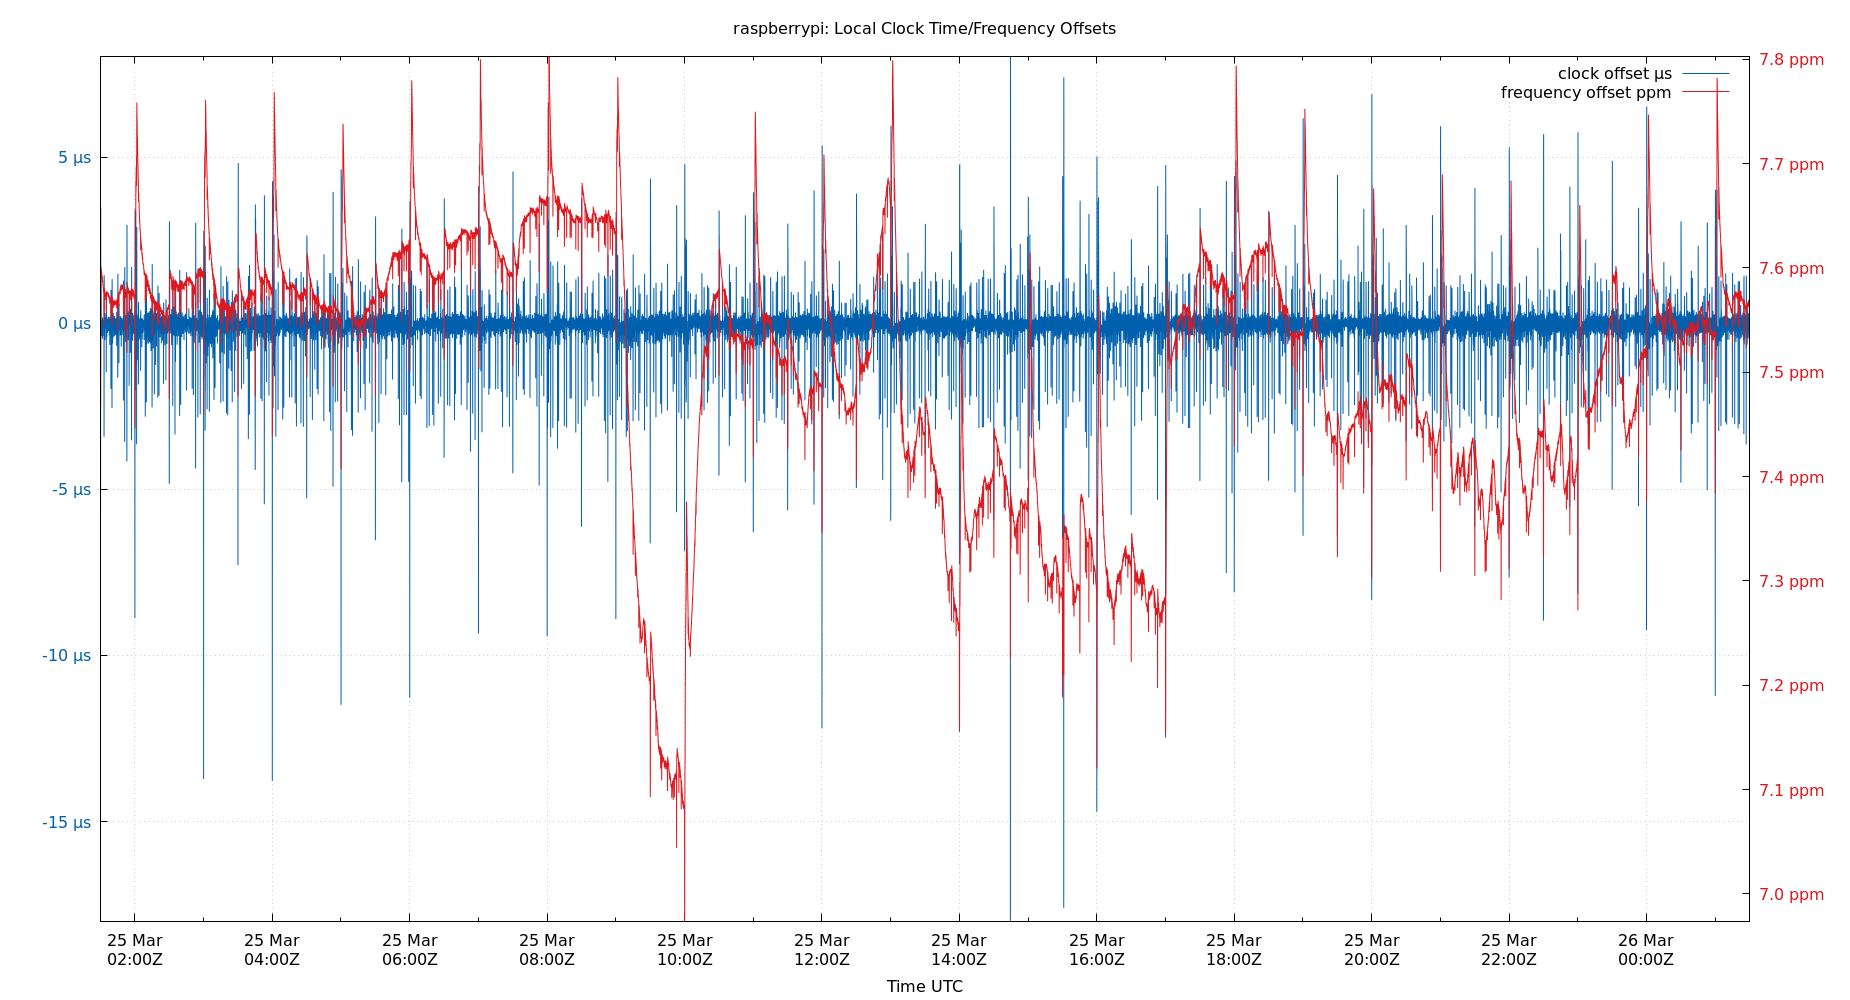 raspberrypi: Local Clock Time/Frequency Offsets
clock offset µs
frequency offset ppm
5 µs
0 µs
-5 µs
-10 µs
-15 µs
7.8 ppm
7.7 ppm
7.6 ppm
7.5 ppm
7.4 ppm
7.3 ppm
7.2 ppm
7.1 ppm
7.0 ppm
25 Mar
02:00Z
25 Mar
04:00Z
25 Mar
06:00Z
25 Mar
08:00Z
25 Mar
10:00Z
25 Mar
12:00Z
25 Mar
14:00Z
25 Mar
16:00Z
25 Mar
18:00Z
25 Mar
20:00Z
25 Mar
22:00Z
26 Mar
00:00Z
Time UTC